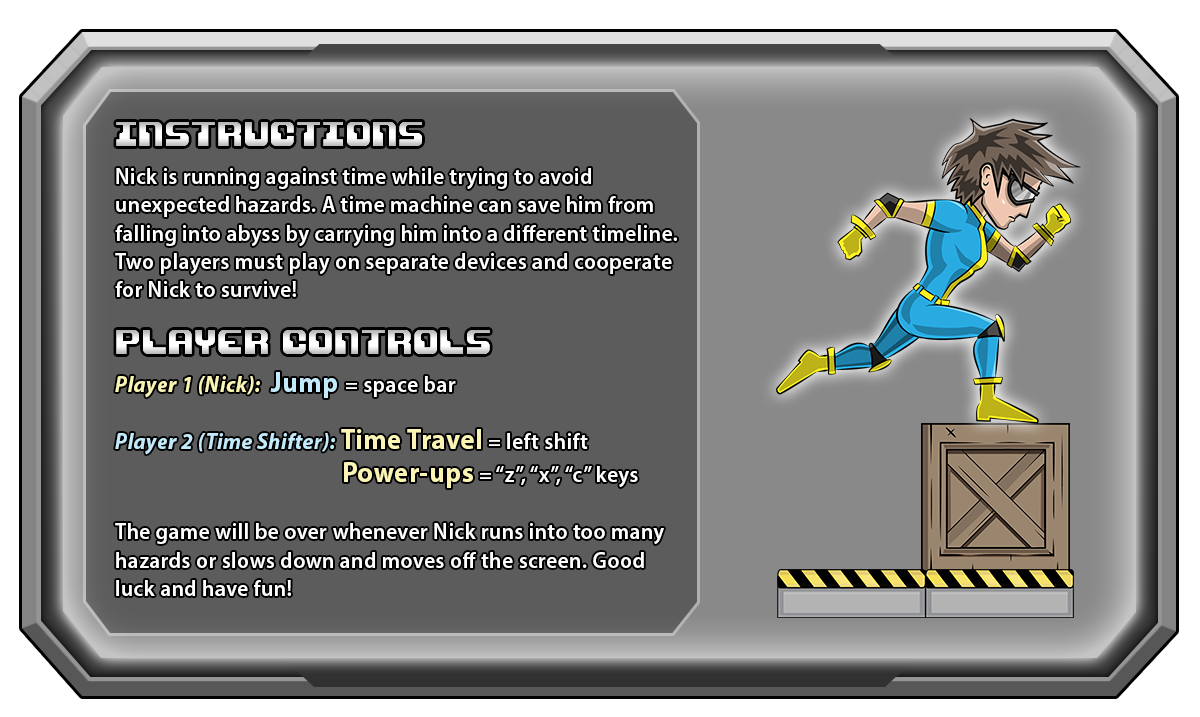 INSTRUCTIONS
Nick is running against time while trying to avoid
unexpected hazards. A time machine can save him from
falling into abyss by carrying him into a different timeline.
Two players must play on separate devices and cooperate
for Nick to survive!
PLAYER CONTROLS
Player 1 (Nick): Jump = space bar
Player 2 (Time Shifter): Time Travel = left shift
Power-ups = “z”, “x”, “c” keys
The game will be over whenever Nick runs into too many
hazards or slows down and moves off the screen. Good
luck and have fun!